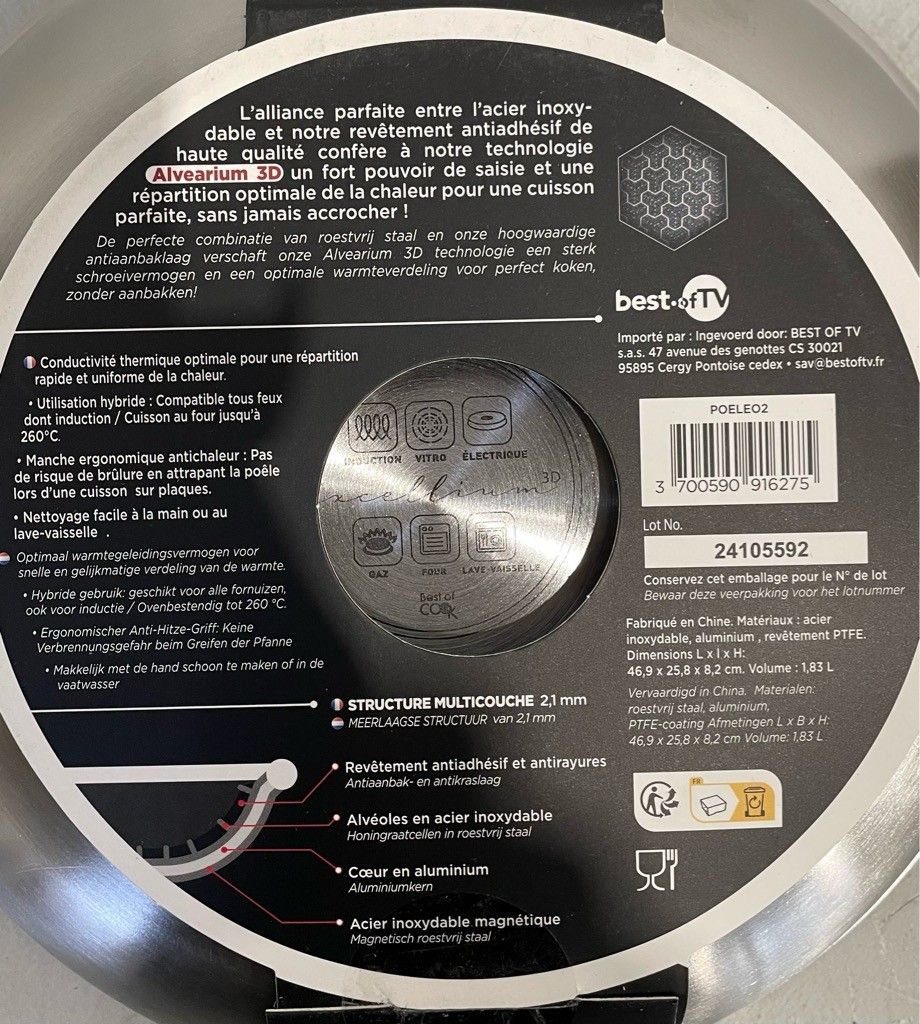 L'alliance parfaite entre l'acier inoxy-
dable et notre revêtement antiadhésif de
haute qualité confère à notre technologie
Alvearium 3D un fort pouvoir de saisie et une
répartition optimale de la chaleur pour une cuisson
parfaite, sans jamais accrocher !
De perfecte combinatie van roestvrij staal en onze hoogwaardige
antiaanbaklaag verschaft onze Alvearium 3D technologie een sterk
schroeivermogen en een optimale warmteverdeling voor perfect koken,
zonder aanbakken!
best of TV
Importé par : Ingevoerd door: BEST OF TV
s.a.s. 47 avenue des genottes CS 30021
95895 Cergy Pontoise cedex • sav@bestoftv.fr
Conductivité thermique optimale pour une répartition
rapide et uniforme de la chaleur.
• Utilisation hybride : Compatible tous feux
dont induction / Cuisson au four jusqu'à
260°C.
• Manche ergonomique antichaleur : Pas
de risque de brûlure en attrapant la poêle
lors d'une cuisson sur plaques.
• Nettoyage facile à la main ou au
lave-vaisselle .
Optimaal warmtegeleidingsvermogen voor
snelle en gelijkmatige verdeling van de warmte.
• Hybride gebruik: geschikt voor alle fornuizen,
ook voor inductie / Ovenbestendig tot 260 °C.
• Ergonomischer Anti-Hitze-Griff: Keine
Verbrennungsgefahr beim Greifen der Pfanne
• Makkelijk met de hand schoon te maken of in de
vaatwasser
INDUCTION VITRO ÉLECTRIQUE
xcellium 3D
GAZ FOUR LAVE-VAISSELLE
Best of
COOK
POELEO2
3 700590 916275
Lot No.
24105592
Conservez cet emballage pour le N° de lot
Bewaar deze verpakking voor het lotnummer
Fabriqué en Chine. Matériaux : acier
inoxydable, aluminium , revêtement PTFE.
Dimensions L x l x H:
46,9 x 25,8 x 8,2 cm. Volume : 1,83 L
Vervaardigd in China. Materialen:
roestvrij staal, aluminium,
PTFE-coating Afmetingen L x B x H:
46,9 x 25,8 x 8,2 cm Volume: 1,83 L
FR
STRUCTURE MULTICOUCHE 2,1 mm
MEERLAAGSE STRUCTUUR van 2,1 mm
Revêtement antiadhésif et antirayures
Antiaanbak- en antikraslaag
Alvéoles en acier inoxydable
Honingraatcellen in roestvrij staal
Cœur en aluminium
Aluminiumkern
Acier inoxydable magnétique
Magnetisch roestvrij staal